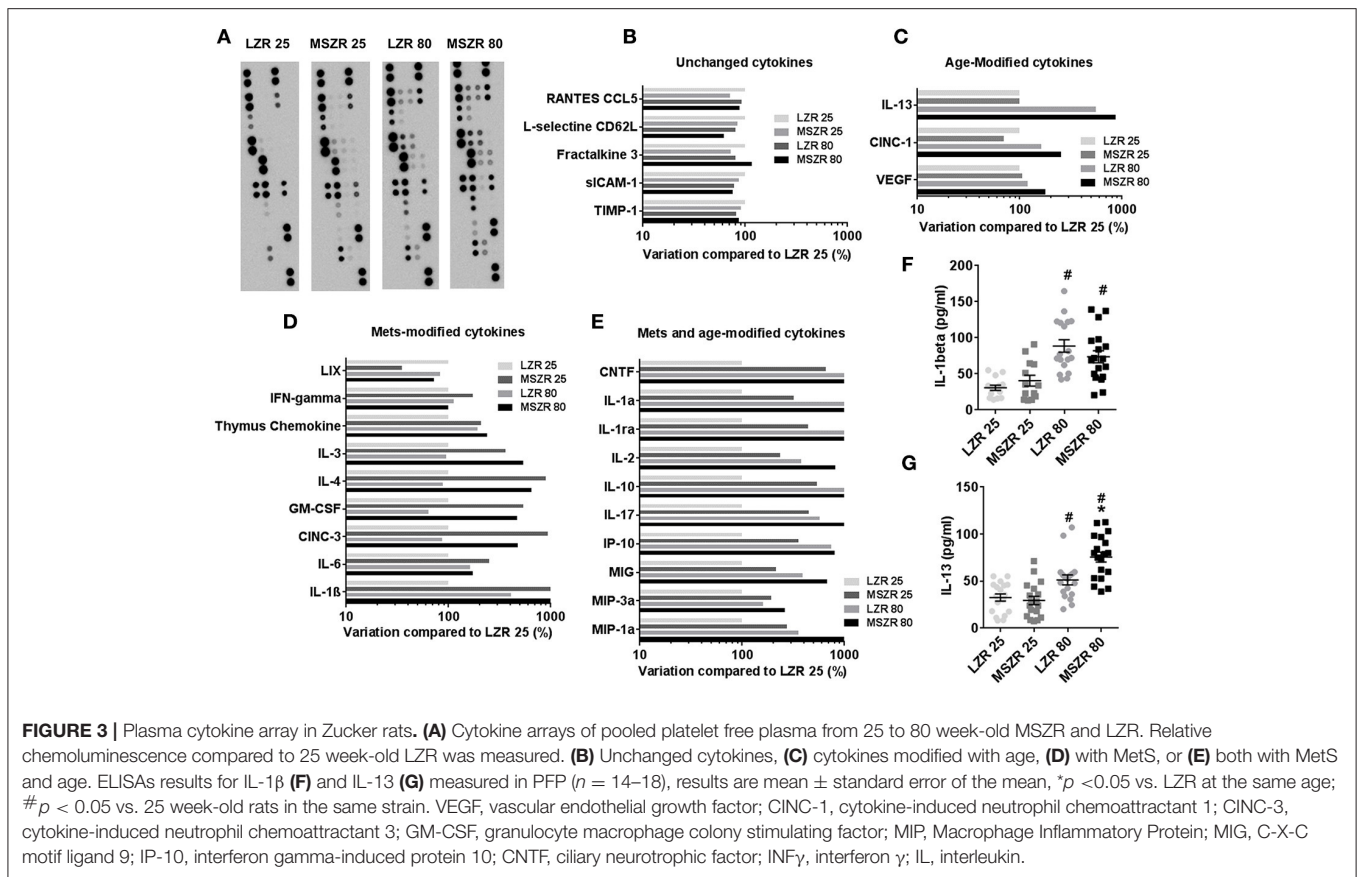 A
LZR 25 MSZR 25 LZR 80 MSZR 80
B
Unchanged cytokines
RANTES CCL5
L-selectine CD62L
Fractalkine 3
sICAM-1
TIMP-1
LZR 25
MSZR 25
LZR 80
MSZR 80
10 100 1000
Variation compared to LZR 25 (%)
C
Age-Modified cytokines
IL-13
CINC-1
VEGF
LZR 25
MSZR 25
LZR 80
MSZR 80
10 100 1000
Variation compared to LZR 25 (%)
D
Mets-modified cytokines
LIX
IFN-gamma
Thymus Chemokine
IL-3
IL-4
GM-CSF
CINC-3
IL-6
IL-1ß
LZR 25
MSZR 25
LZR 80
MSZR 80
10 100 1000
Variation compared to LZR 25 (%)
E
Mets and age-modified cytokines
CNTF
IL-1a
IL-1ra
IL-2
IL-10
IL-17
IP-10
MIG
MIP-3a
MIP-1a
LZR 25
MSZR 25
LZR 80
MSZR 80
10 100 1000
Variation compared to LZR 25 (%)
F
IL-1beta (pg/ml)
200
150
100
50
0
# #
LZR 25 MSZR 25 LZR 80 MSZR 80
G
IL-13 (pg/ml)
150
100
50
0
# #
*
LZR 25 MSZR 25 LZR 80 MSZR 80
FIGURE 3 | Plasma cytokine array in Zucker rats. (A) Cytokine arrays of pooled platelet free plasma from 25 to 80 week-old MSZR and LZR. Relative
chemoluminescence compared to 25 week-old LZR was measured. (B) Unchanged cytokines, (C) cytokines modified with age, (D) with MetS, or (E) both with MetS
and age. ELISAs results for IL-1β (F) and IL-13 (G) measured in PFP (n = 14–18), results are mean ± standard error of the mean, *p <0.05 vs. LZR at the same age;
#p < 0.05 vs. 25 week-old rats in the same strain. VEGF, vascular endothelial growth factor; CINC-1, cytokine-induced neutrophil chemoattractant 1; CINC-3,
cytokine-induced neutrophil chemoattractant 3; GM-CSF, granulocyte macrophage colony stimulating factor; MIP, Macrophage Inflammatory Protein; MIG, C-X-C
motif ligand 9; IP-10, interferon gamma-induced protein 10; CNTF, ciliary neurotrophic factor; INFγ, interferon γ; IL, interleukin.